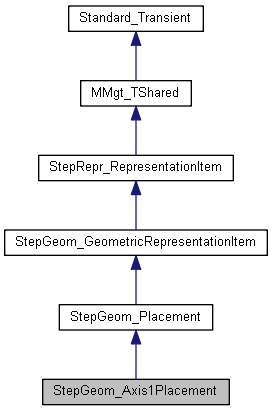 Standard_Transient
MMgt_TShared
StepRepr_RepresentationItem
StepGeom_GeometricRepresentationItem
StepGeom_Placement
StepGeom_Axis1Placement